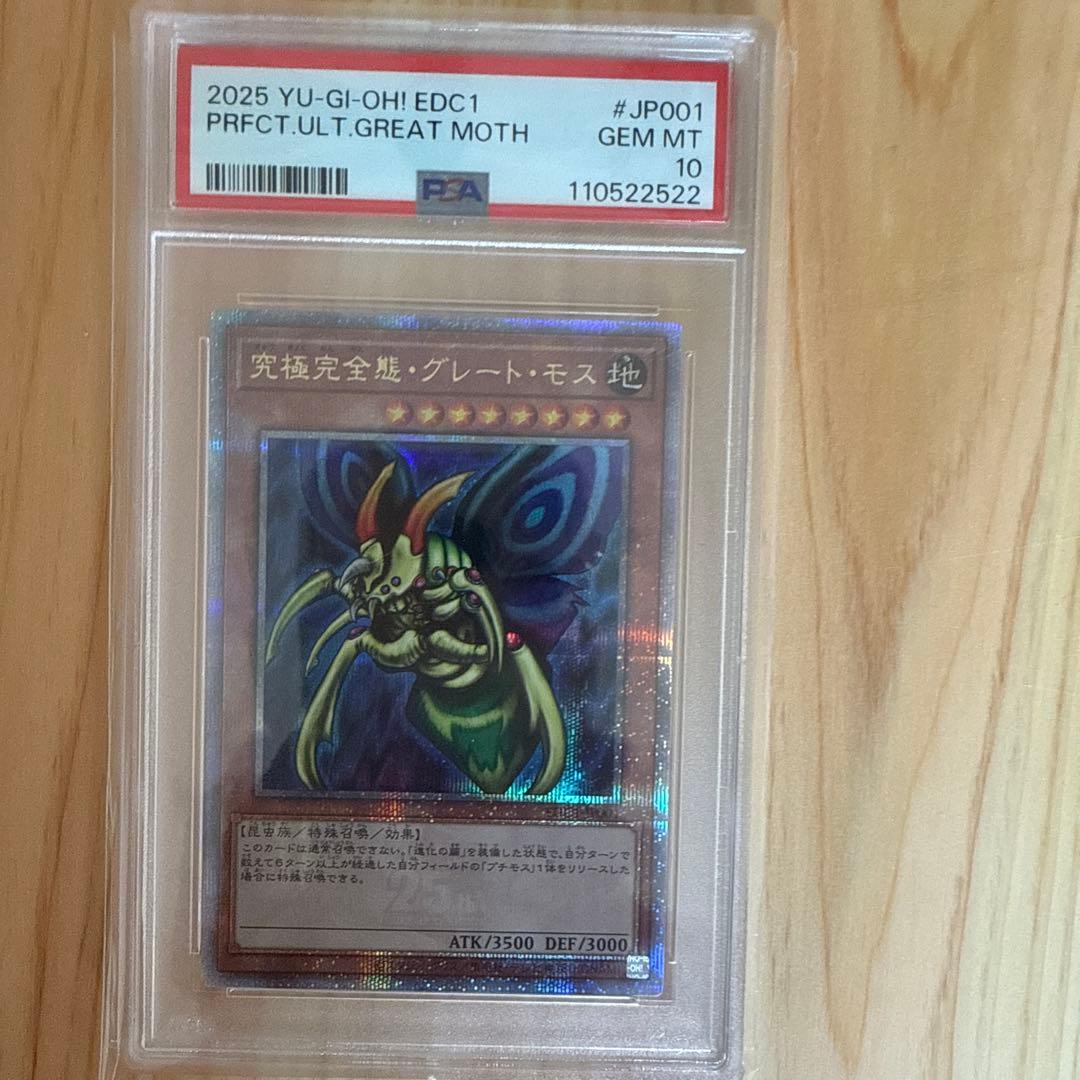 2025 YU-GI-OH! EDC1
#JP001
PRFCT.ULT.GREAT MOTH
GEM MT
10
PSA
110522522
究極完全態・グレート・モス
地
【昆虫族/特殊召喚/効果】
このカードは通常召喚できない。「進化の繭」を装備した状態で、自分ターンで
数えて6ターン以上が経過した自分フィールドの「プチモス」1体をリリースした
場合に特殊召喚できる。
25th
ATK/3500 DEF/3000